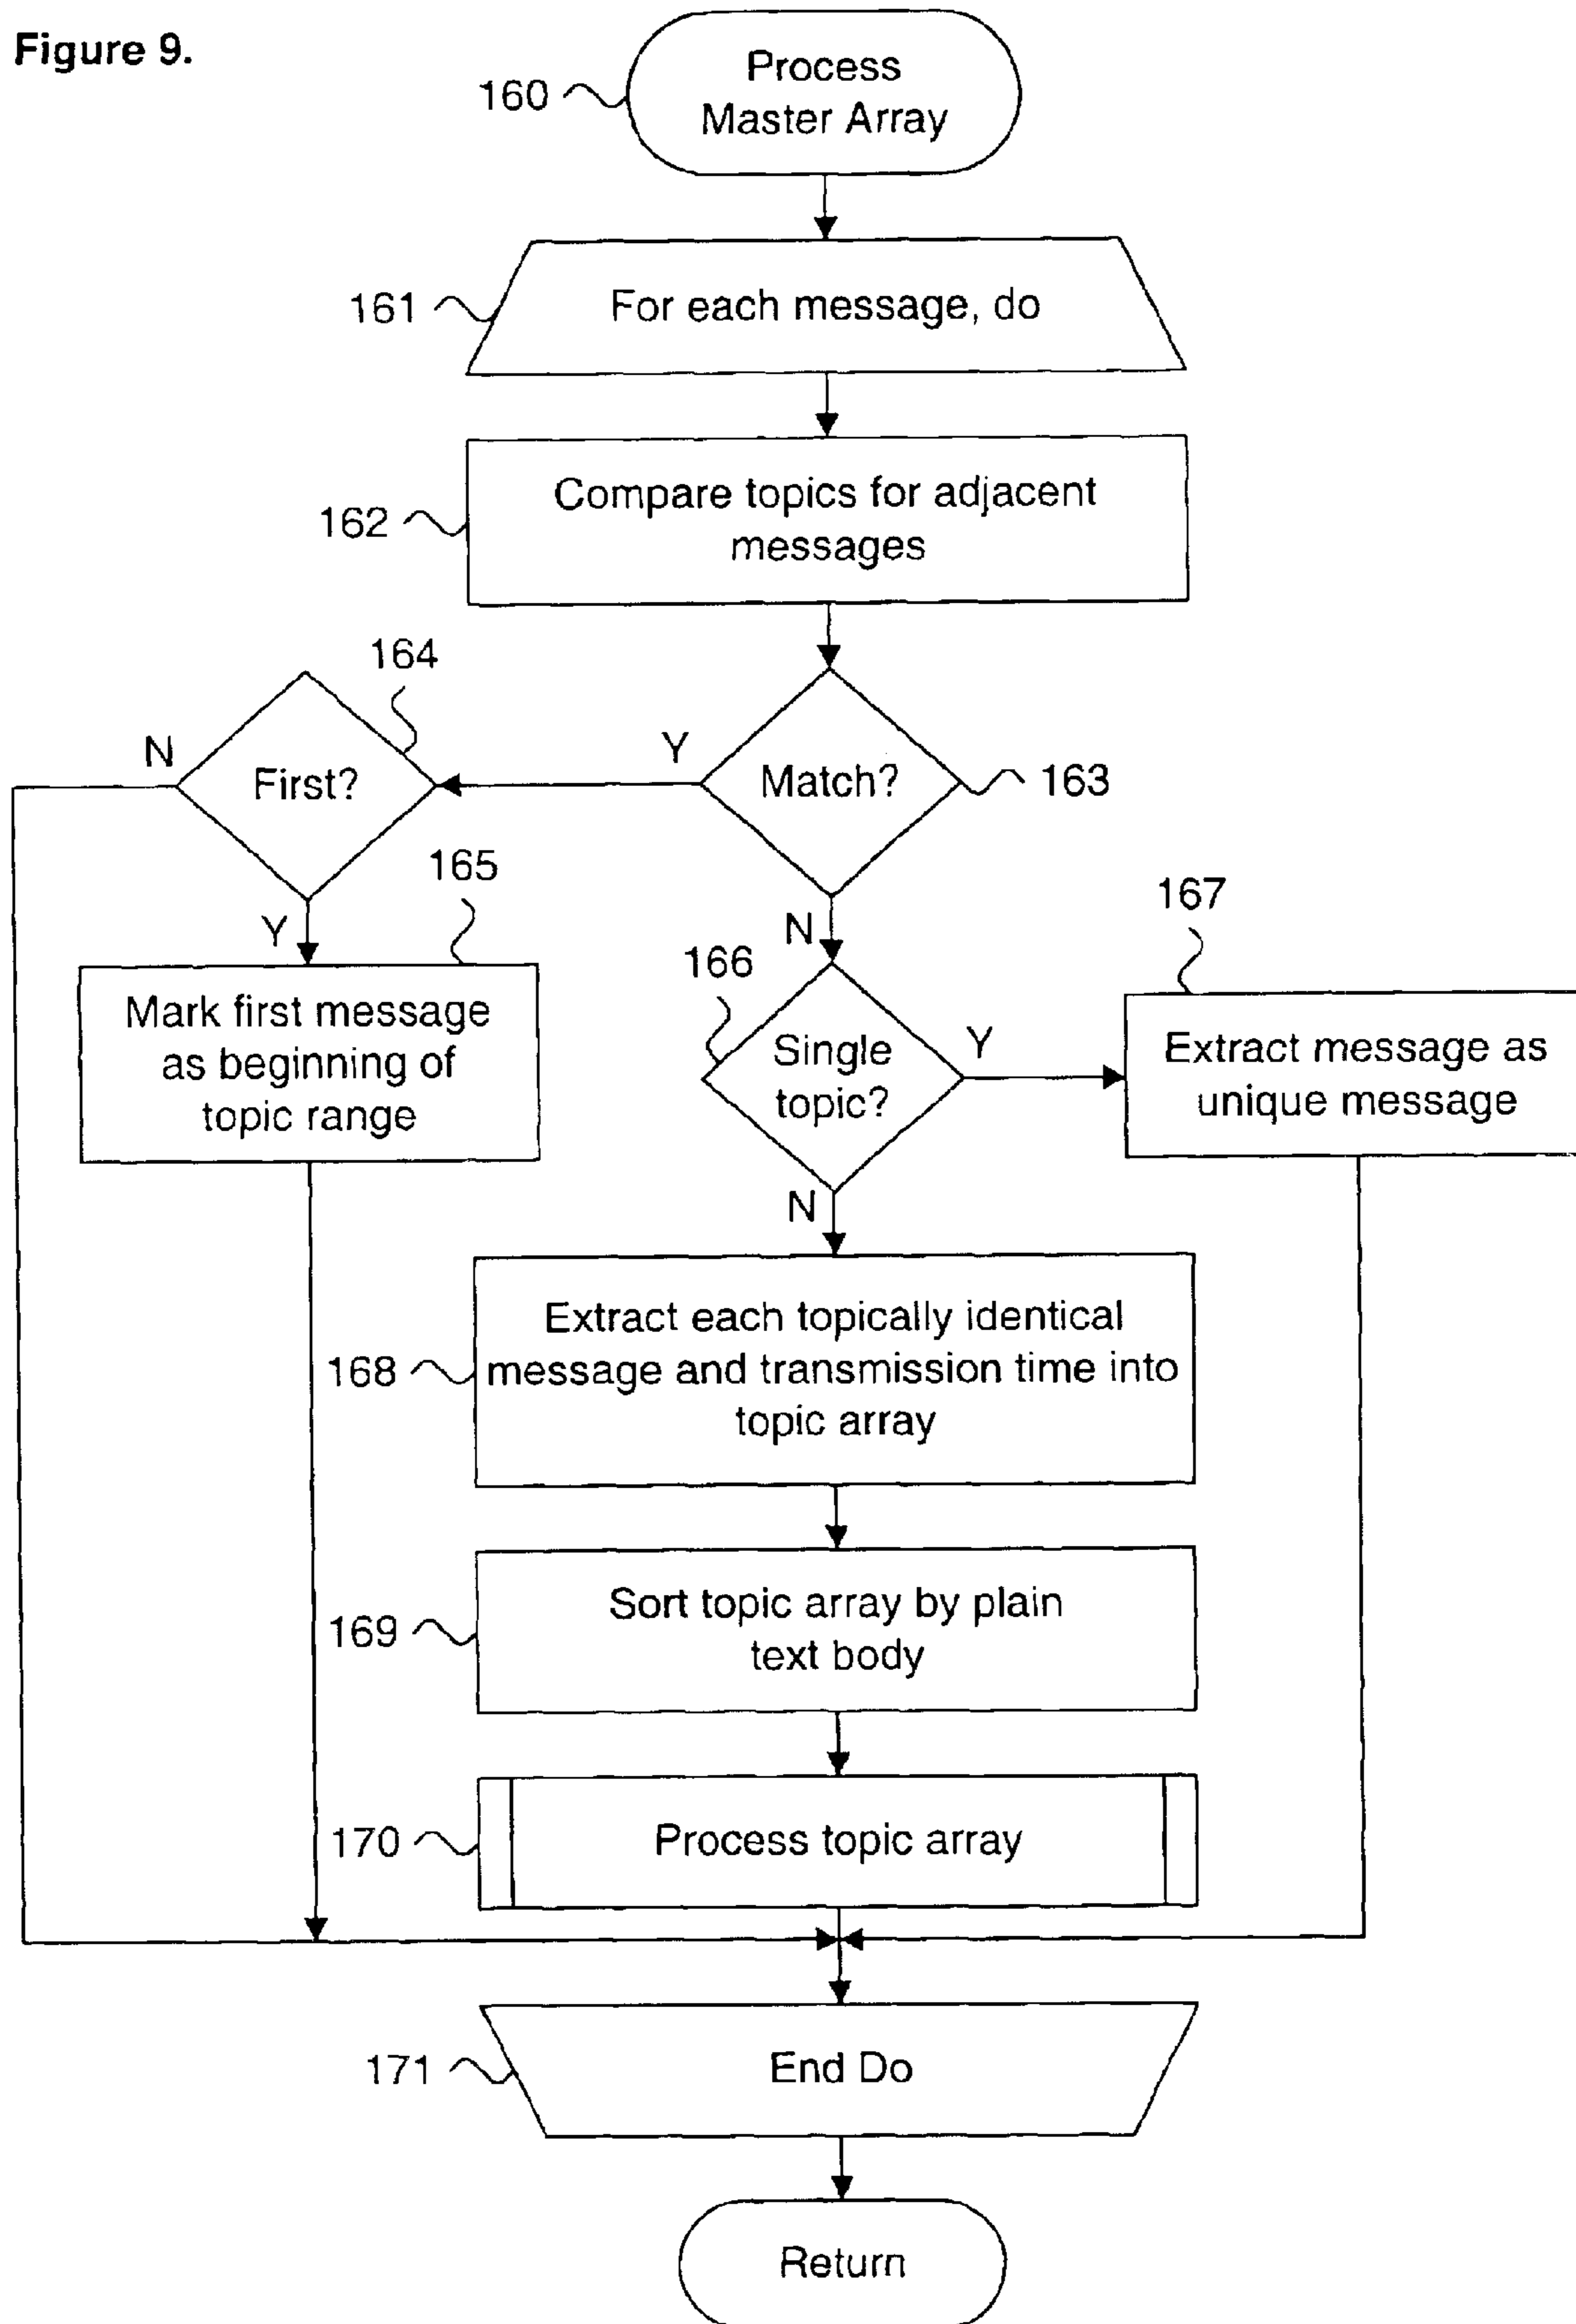 Figure 9.
160
Process
Master Array
161
For each message, do
162
Compare topics for adjacent
messages
164
N
First?
Y
Match?
163
165
Y
Mark first message
as beginning of
topic range
N
166
Single
topic?
Y
167
Extract message as
unique message
N
168
Extract each topically identical
message and transmission time into
topic array
169
Sort topic array by plain
text body
170
Process topic array
171
End Do
Return